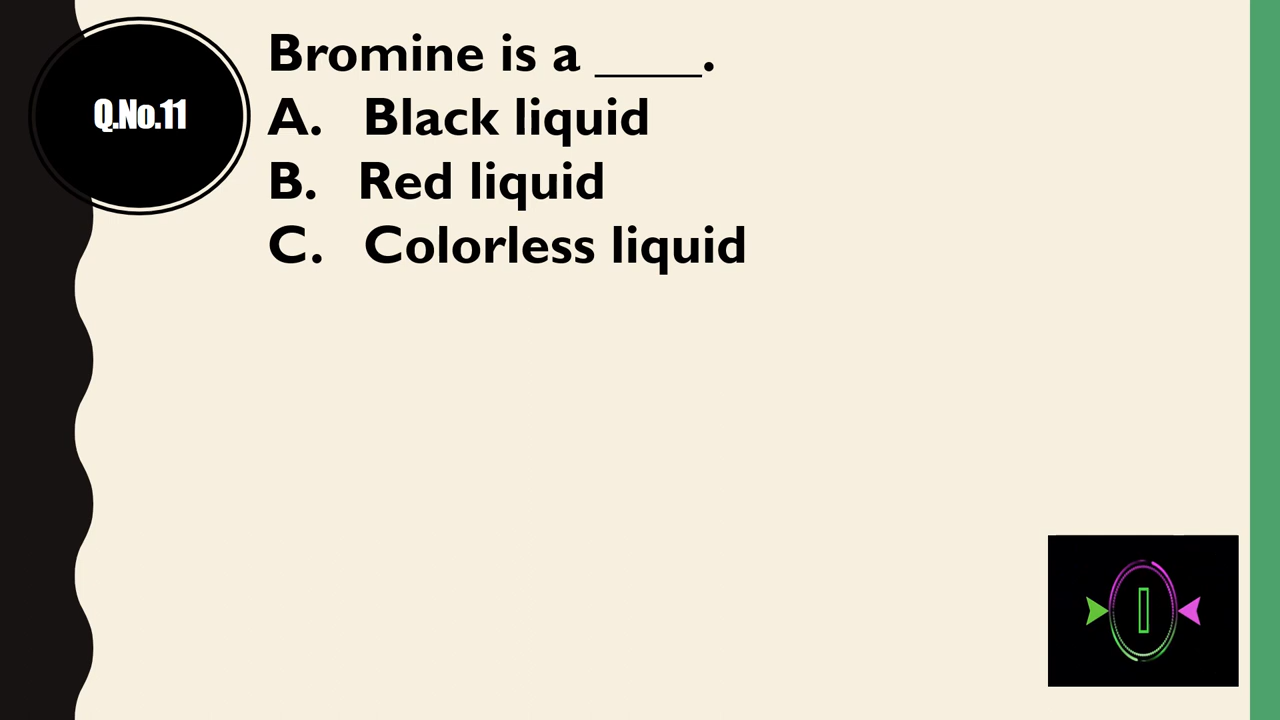 Q.No.11
Bromine is a ____.
A. Black liquid
B. Red liquid
C. Colorless liquid